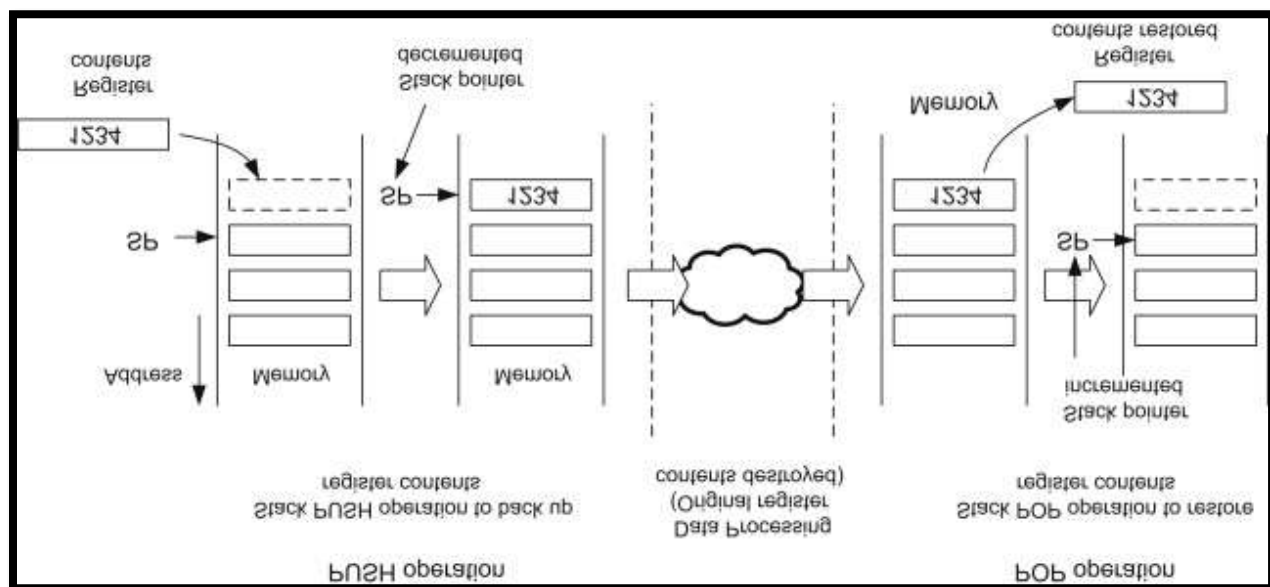 PUSH operation
POP operation
Stack PUSH operation to back up
register contents
Data Processing
(Original register
contents destroyed)
Stack POP operation to restore
register contents
Address
Memory
Memory
Stack pointer
incremented
SP
SP
SP
1234
1234
1234
1234
Memory
Register
contents
Stack pointer
decremented
Register
contents restored